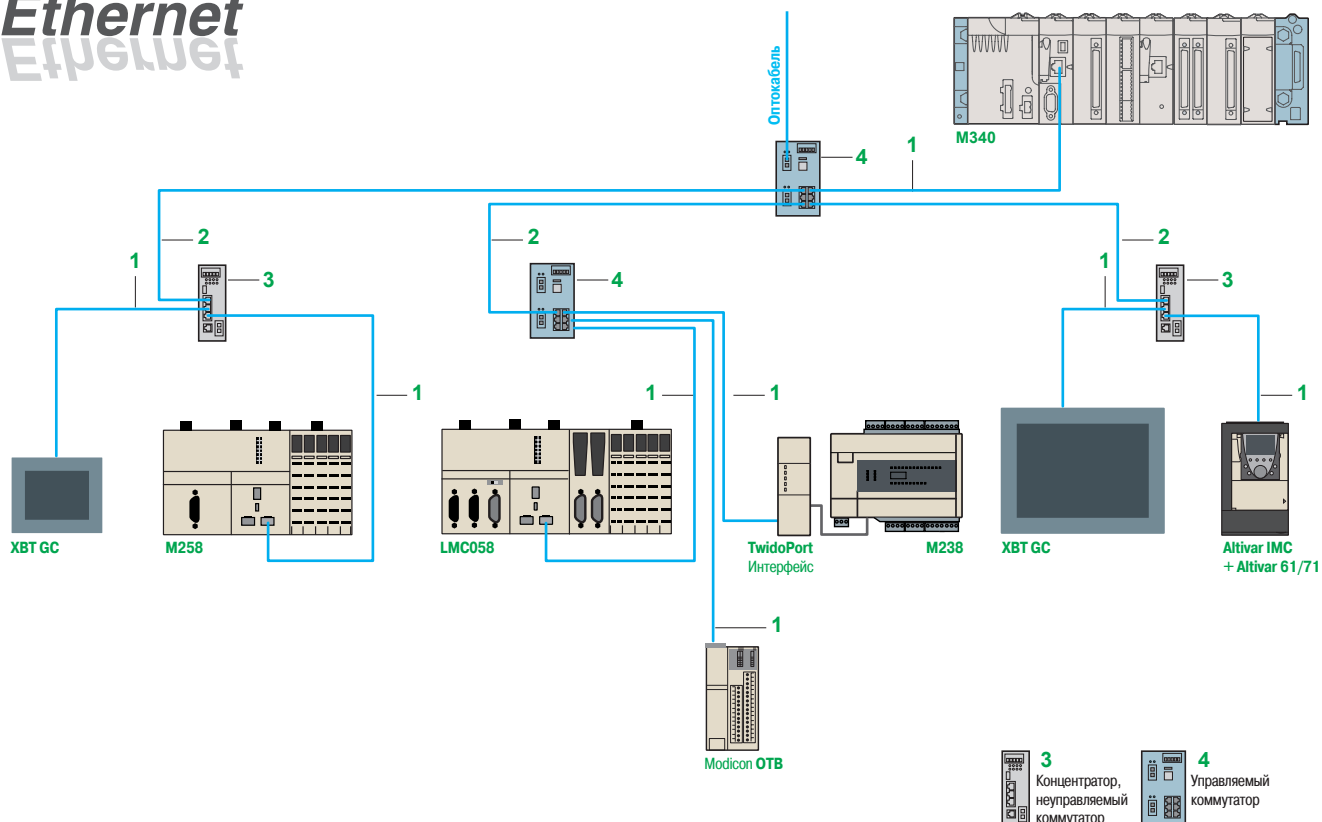 Ethernet
Оптокабель
M340
4
1
2
2
2
1
3
4
1
3
1
1
1
1
XBT GC
M258
LMC058
TwidoPort
Интерфейс
M238
XBT GC
Altivar IMC
+ Altivar 61/71
1
Modicon OTB
3
Концентратор,
неуправляемый
коммутатор
4
Управляемый
коммутатор